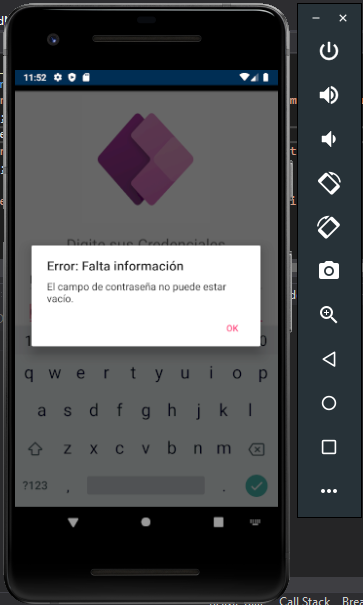 11:52
Digite sus Credenciales
Error: Falta información
El campo de contraseña no puede estar
vacío.
OK
q w e r t y u i o p
a s d f g h j k l
z x c v b n m
?123 , .
Call Stack